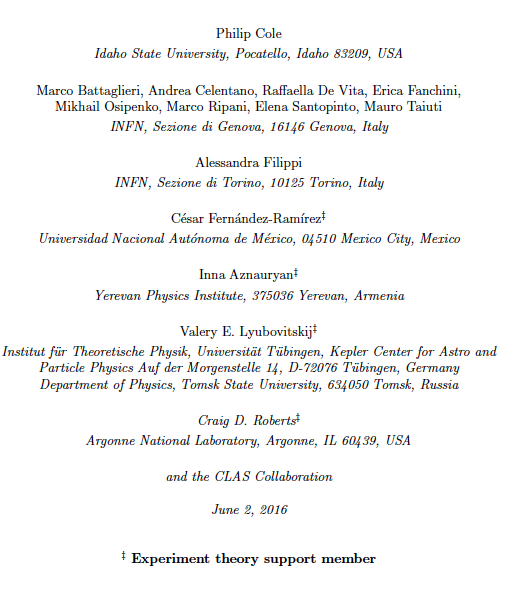 Philip Cole
Idaho State University, Pocatello, Idaho 83209, USA
Marco Battaglieri, Andrea Celentano, Raffaella De Vita, Erica Fanchini,
Mikhail Osipenko, Marco Ripani, Elena Santopinto, Mauro Taiuti
INFN, Sezione di Genova, 16146 Genova, Italy
Alessandra Filippi
INFN, Sezione di Torino, 10125 Torino, Italy
César Fernández-Ramírez‡
Universidad Nacional Autónoma de México, 04510 Mexico City, Mexico
Inna Aznauryan‡
Yerevan Physics Institute, 375036 Yerevan, Armenia
Valery E. Lyubovitskij‡
Institut für Theoretische Physik, Universität Tübingen, Kepler Center for Astro and
Particle Physics Auf der Morgenstelle 14, D-72076 Tübingen, Germany
Department of Physics, Tomsk State University, 634050 Tomsk, Russia
Craig D. Roberts‡
Argonne National Laboratory, Argonne, IL 60439, USA
and the CLAS Collaboration
June 2, 2016
‡ Experiment theory support member